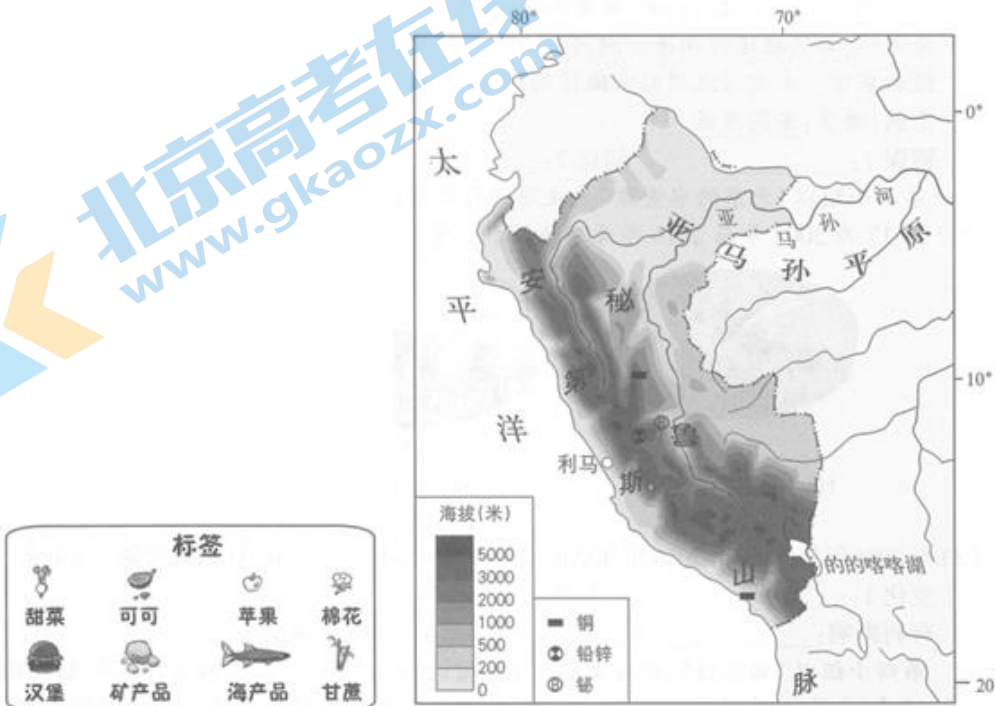 北京高考在线
www.gkaozx.com
80° 70°
0°
10°
20
太平洋
安第斯山脉
秘鲁
亚马孙河
亚马孙平原
利马
的的喀喀湖
海拔(米)
5000
3000
2000
1000
500
200
0
铜
铅锌
铋
标签
甜菜 可可 苹果 棉花
汉堡 矿产品 海产品 甘蔗